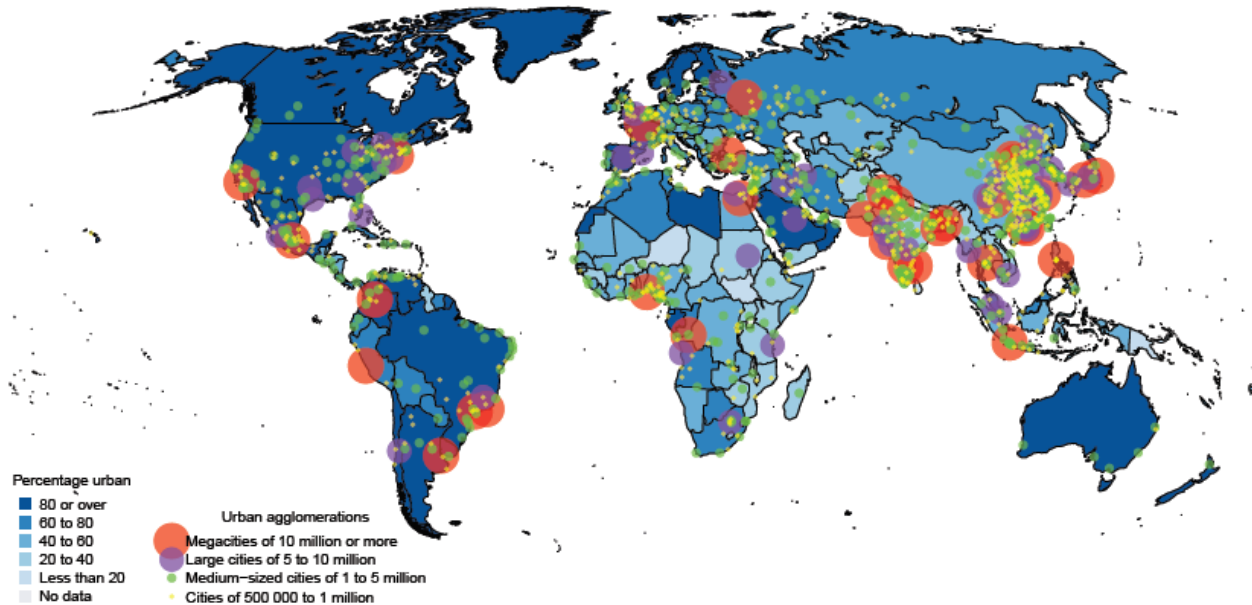 Percentage urban
80 or over
60 to 80
40 to 60
20 to 40
Less than 20
No data
Urban agglomerations
Megacities of 10 million or more
Large cities of 5 to 10 million
Medium−sized cities of 1 to 5 million
Cities of 500 000 to 1 million